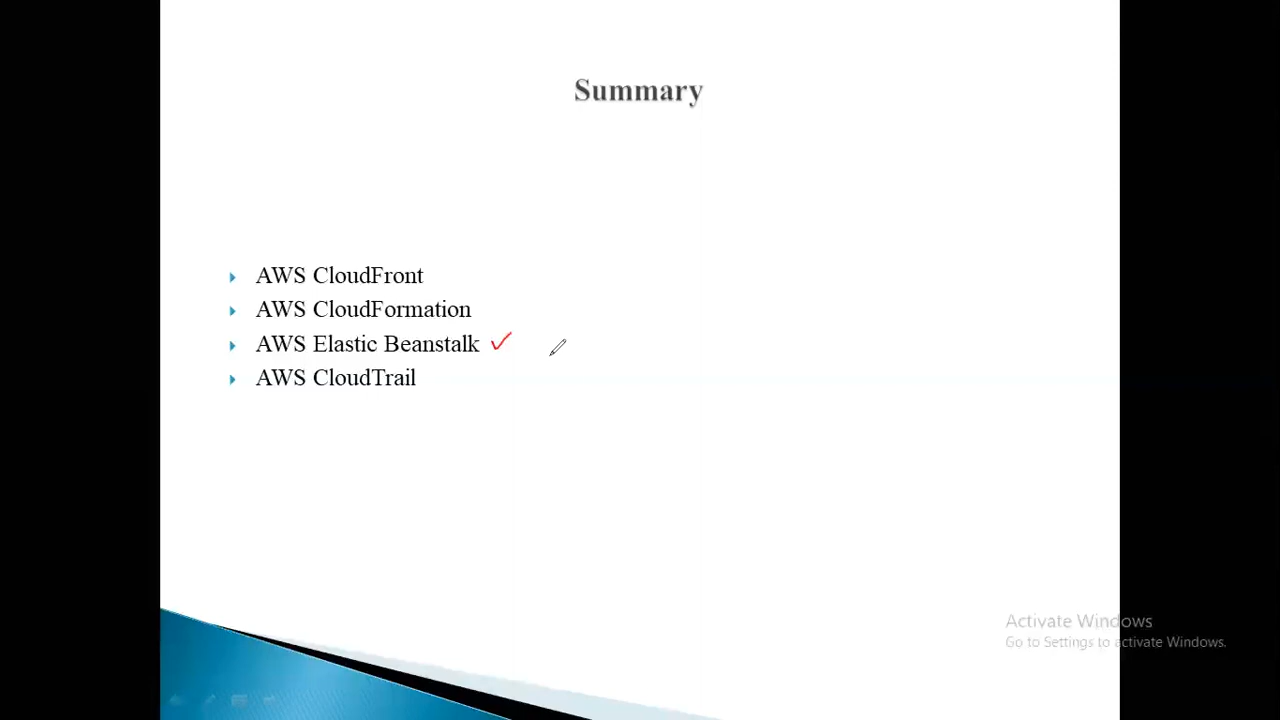 Summary
AWS CloudFront
AWS CloudFormation
AWS Elastic Beanstalk
AWS CloudTrail
Activate Windows
Go to Settings to activate Windows.